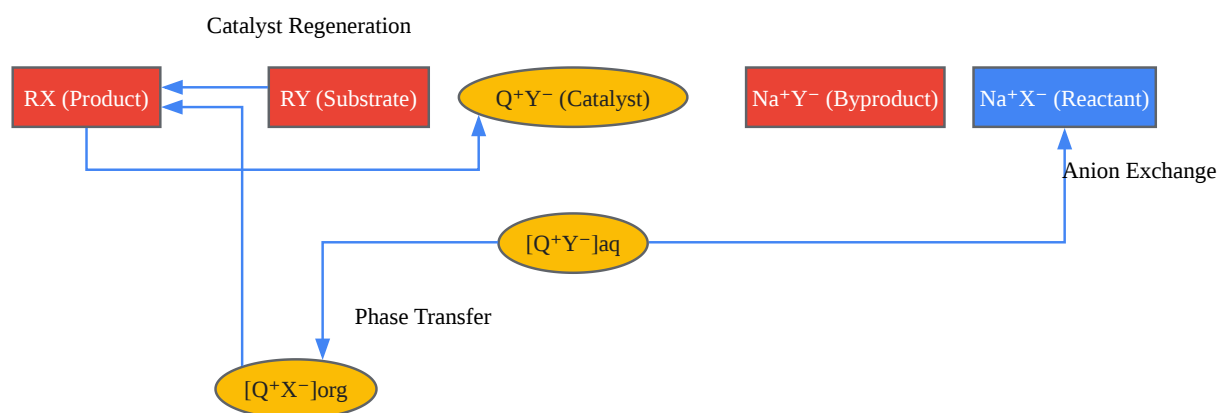 Catalyst Regeneration
RX (Product)
RY (Substrate)
Q⁺Y⁻ (Catalyst)
Na⁺Y⁻ (Byproduct)
Na⁺X⁻ (Reactant)
Anion Exchange
[Q⁺Y⁻]aq
Phase Transfer
[Q⁺X⁻]org